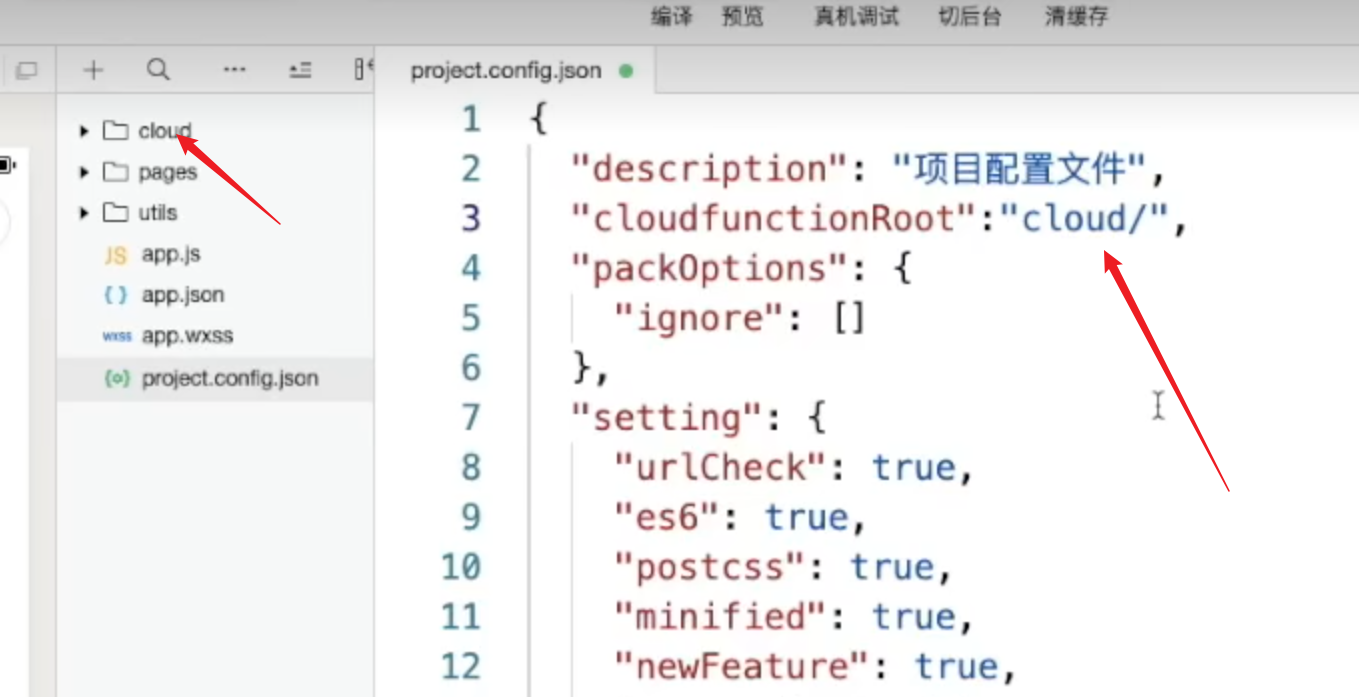 编译 预览 真机调试 切后台 清缓存
project.config.json
cloud
pages
utils
JS app.js
{ } app.json
wxss app.wxss
{o} project.config.json
1 {
2 "description": "项目配置文件",
3 "cloudfunctionRoot":"cloud/",
4 "packOptions": {
5 "ignore": []
6 },
7 "setting": {
8 "urlCheck": true,
9 "es6": true,
10 "postcss": true,
11 "minified": true,
12 "newFeature": true,